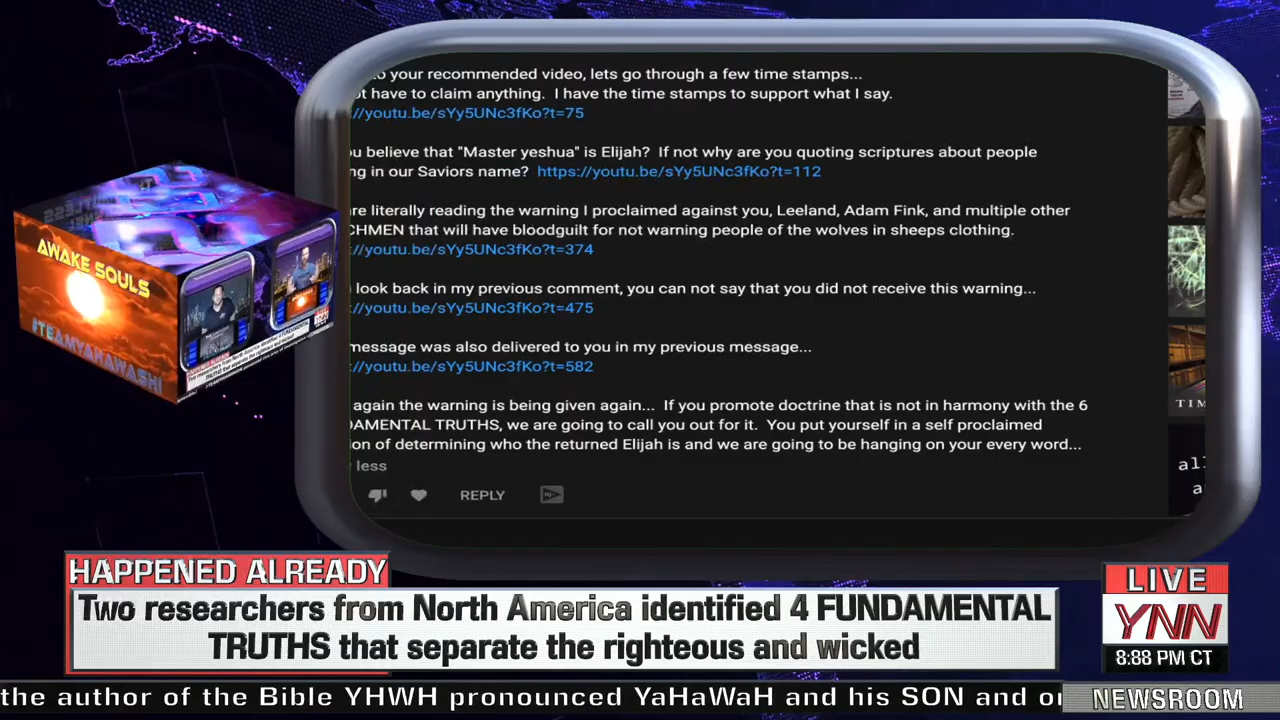 to your recommended video, lets go through a few time stamps...
ot have to claim anything. I have the time stamps to support what I say.
//youtu.be/sYy5UNc3fKo?t=75
ou believe that "Master yeshua" is Elijah? If not why are you quoting scriptures about people
ng in our Saviors name? https://youtu.be/sYy5UNc3fKo?t=112
re literally reading the warning I proclaimed against you, Leeland, Adam Fink, and multiple other
CHMEN that will have bloodguilt for not warning people of the wolves in sheeps clothing.
//youtu.be/sYy5UNc3fKo?t=374
look back in my previous comment, you can not say that you did not receive this warning...
//youtu.be/sYy5UNc3fKo?t=475
message was also delivered to you in my previous message...
//youtu.be/sYy5UNc3fKo?t=582
again the warning is being given again... If you promote doctrine that is not in harmony with the 6
DAMENTAL TRUTHS, we are going to call you out for it. You put yourself in a self proclaimed
ion of determining who the returned Elijah is and we are going to be hanging on your every word...
less
REPLY
TIM
all
a
AWAKE SOULS
#TEAMYAHAWASHI
HAPPENED ALREADY
Two researchers from North America identified 4 FUNDAMENTAL
TRUTHS that separate the righteous and wicked
LIVE
YNN
8:88 PM CT
the author of the Bible YHWH pronounced YaHaWaH and his SON and or
NEWSROOM